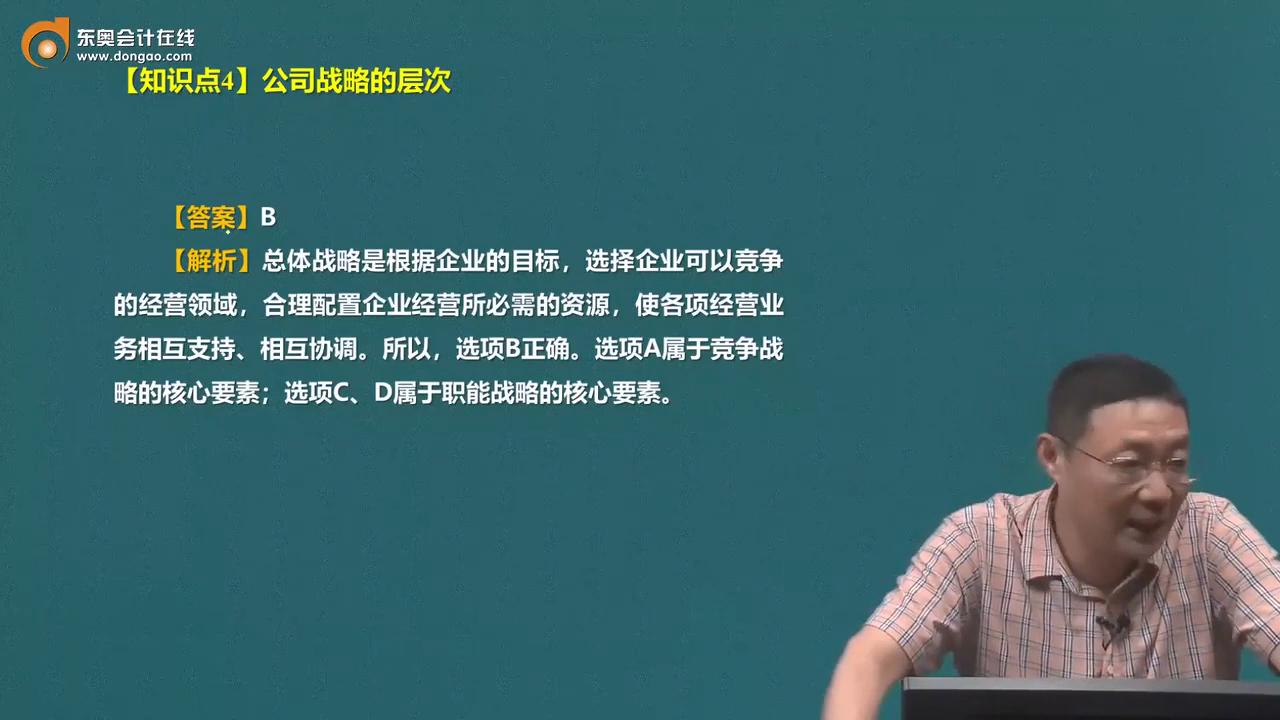 东奥会计在线
www.dongao.com
【知识点4】公司战略的层次
【答案】B
【解析】总体战略是根据企业的目标，选择企业可以竞争
的经营领域，合理配置企业经营所必需的资源，使各项经营业
务相互支持、相互协调。所以，选项B正确。选项A属于竞争战
略的核心要素；选项C、D属于职能战略的核心要素。